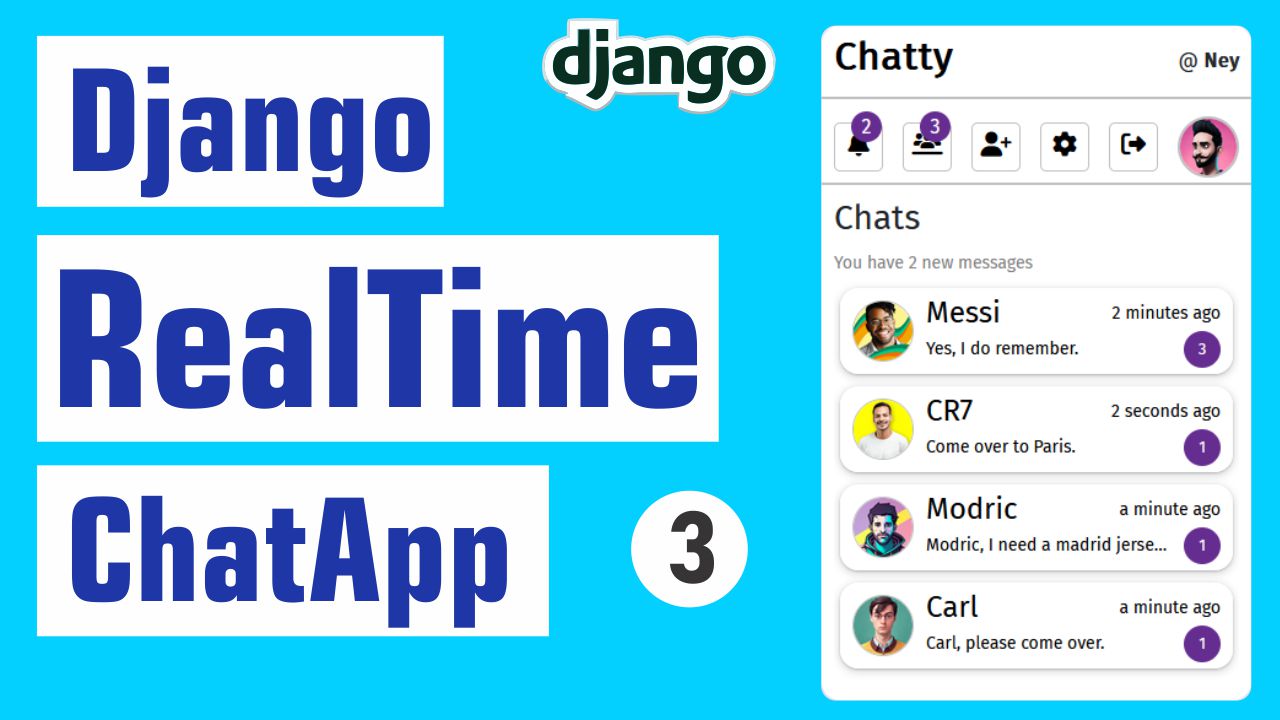 Django
RealTime
ChatApp
3
django
Chatty
@ Ney
2
3
Chats
You have 2 new messages
Messi
2 minutes ago
Yes, I do remember.
3
CR7
2 seconds ago
Come over to Paris.
1
Modric
a minute ago
Modric, I need a madrid jerse...
1
Carl
a minute ago
Carl, please come over.
1